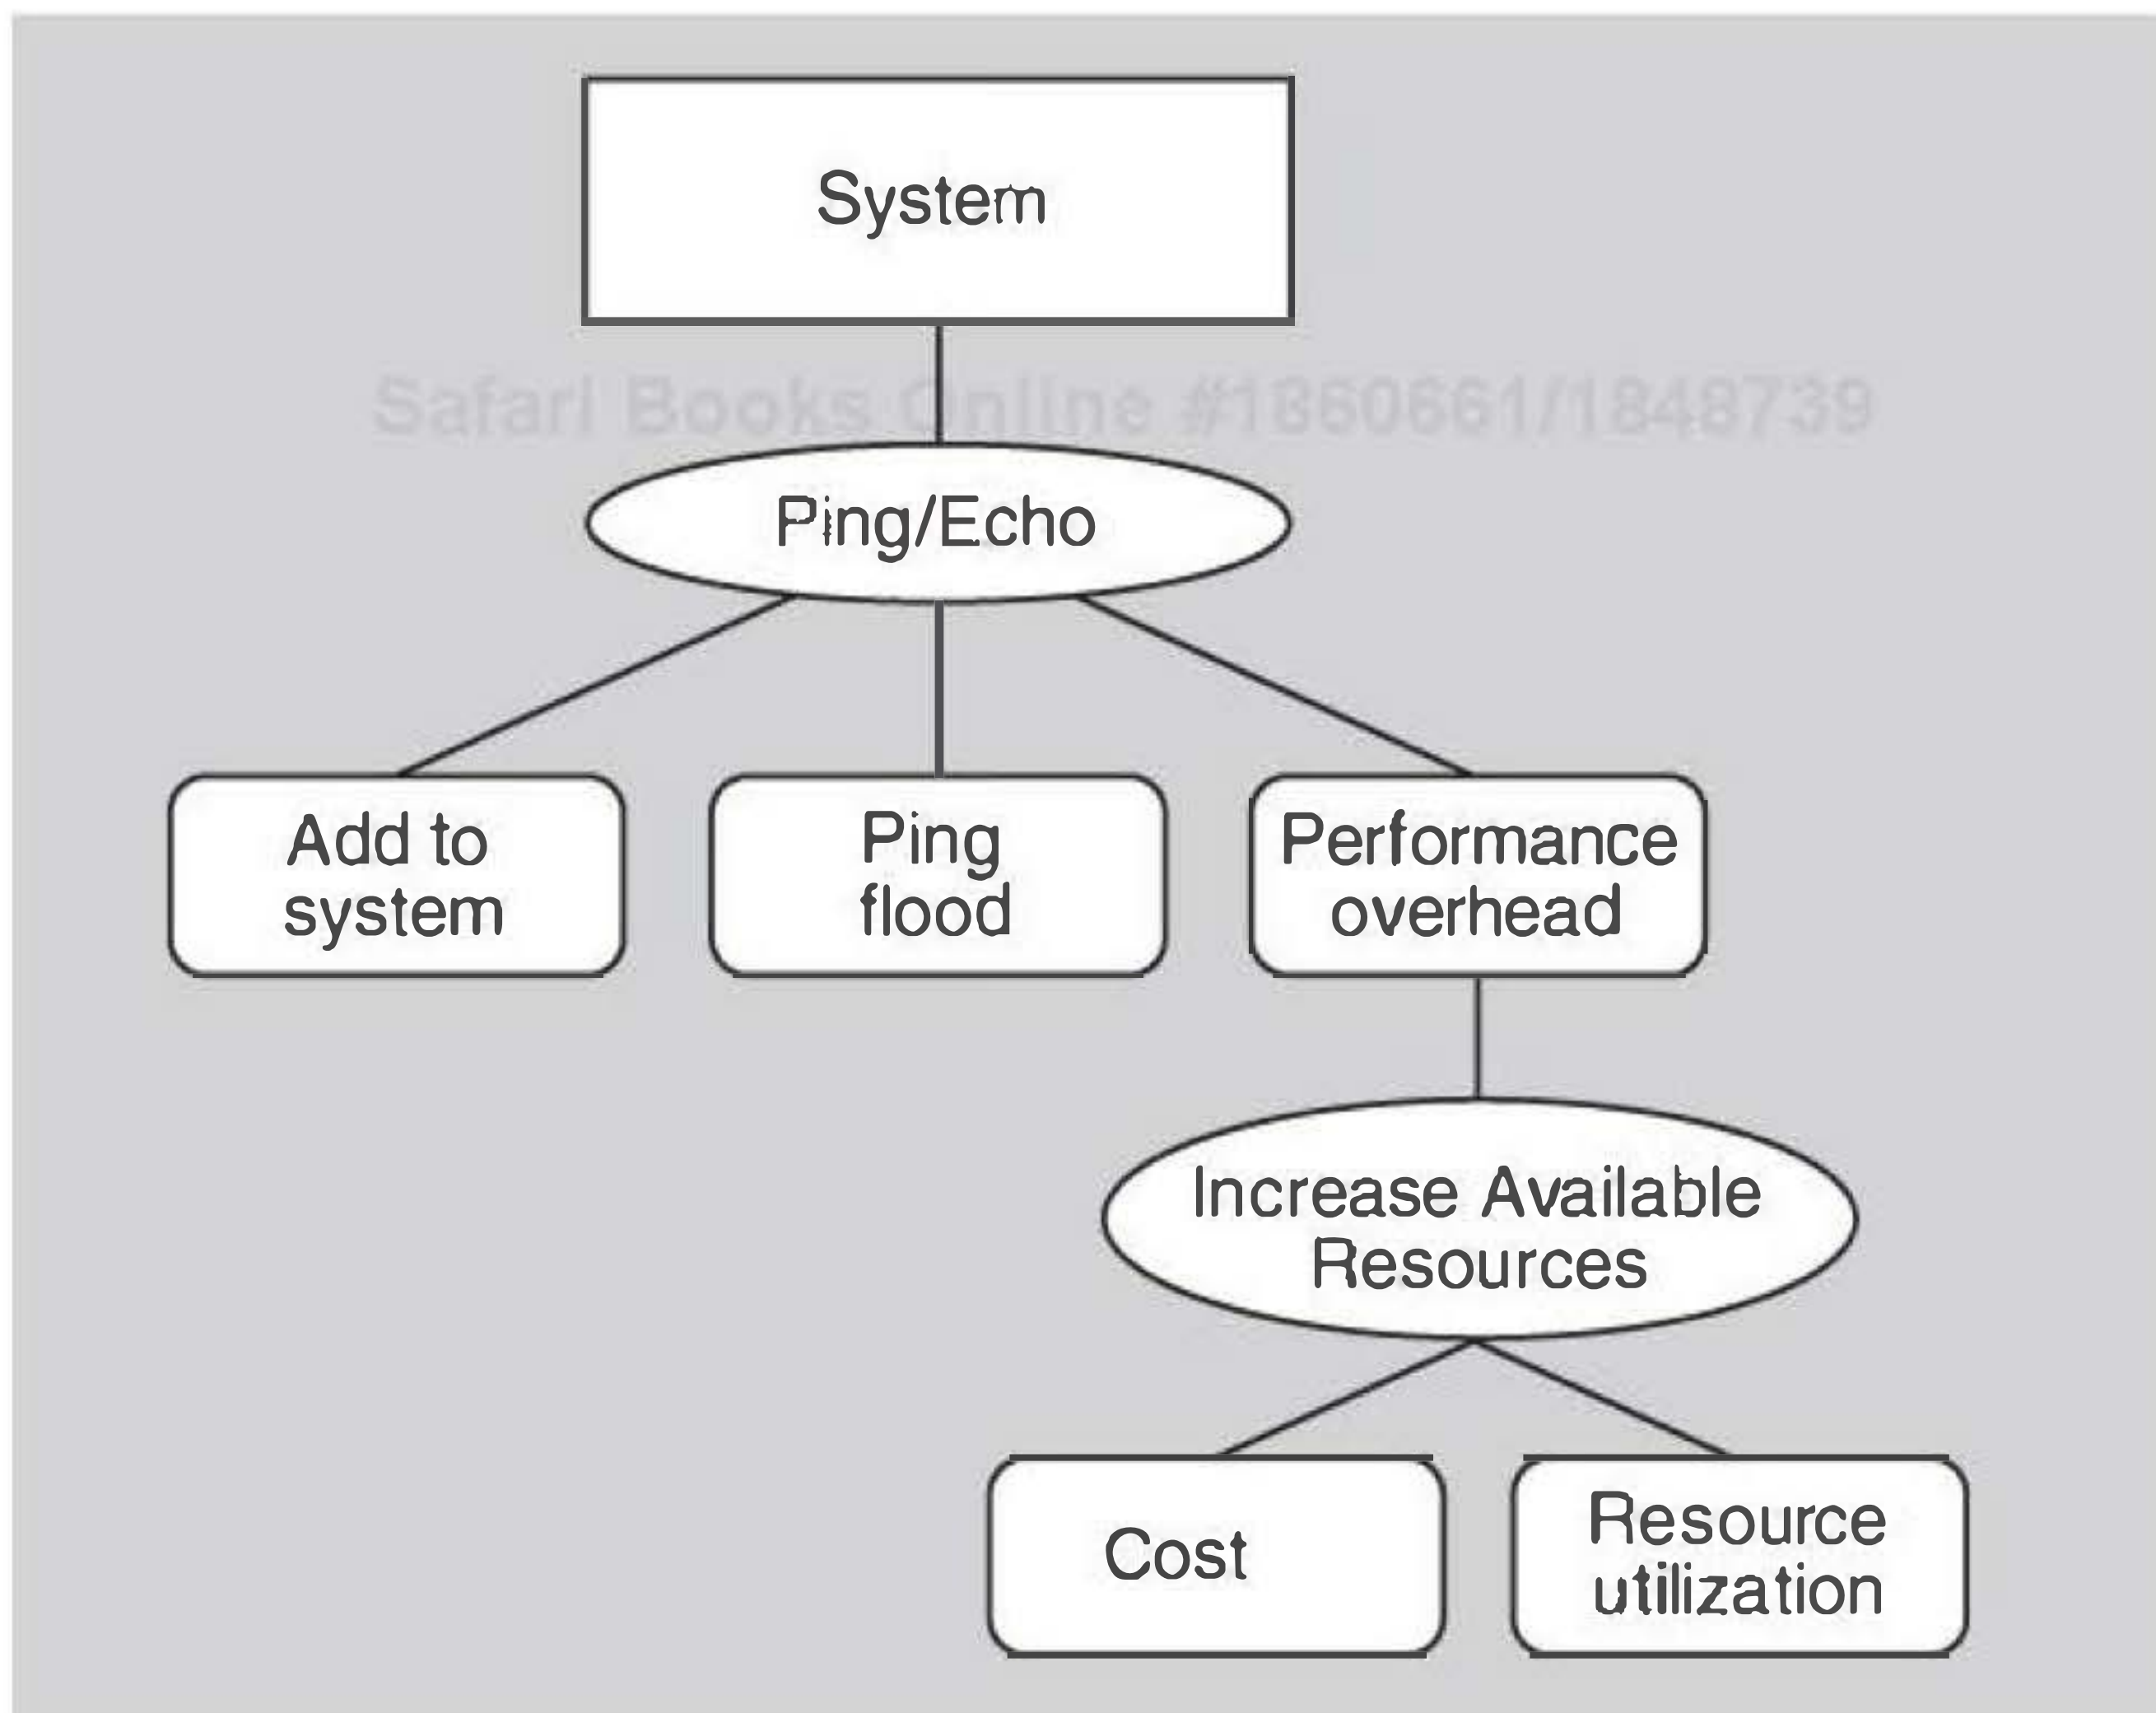 System
Safari Books Online #1860661/1848739
Ping/Echo
Add to
system
Ping
flood
Performance
overhead
Increase Available
Resources
Cost
Resource
utilization